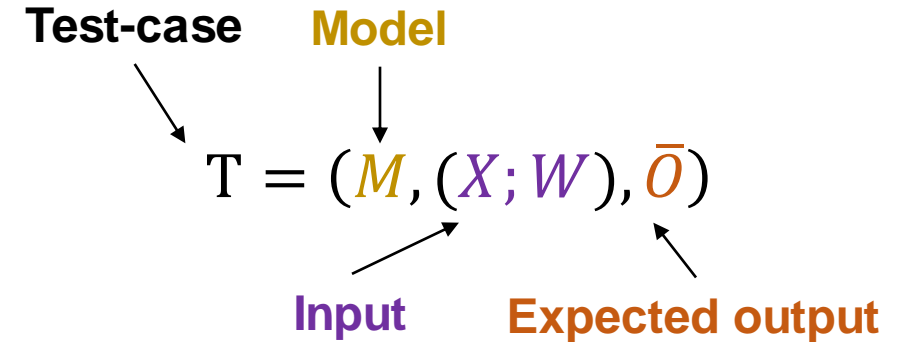 Test-case Model
T = (M, (X; W), Ō)
Input Expected output